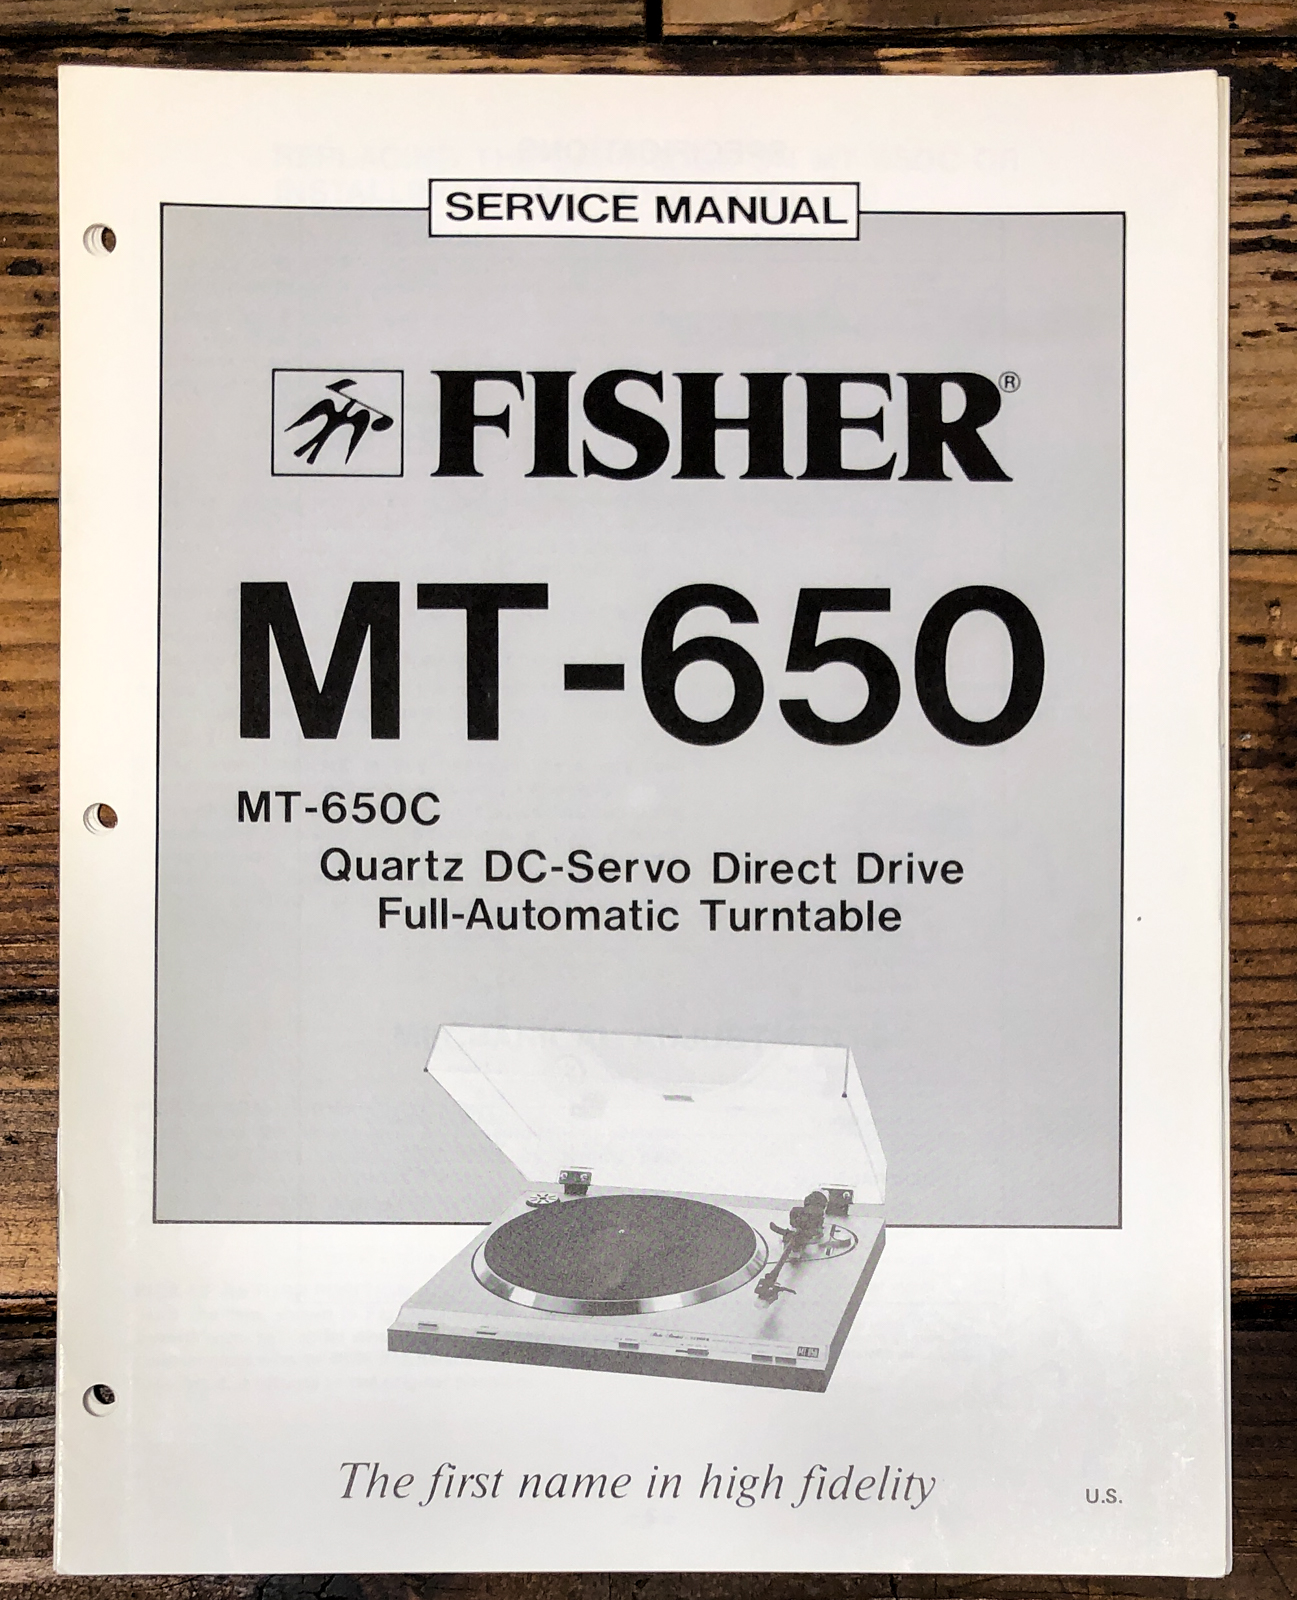 SERVICE MANUAL
FISHER®
MT-650
MT-650C
Quartz DC-Servo Direct Drive
Full-Automatic Turntable
The first name in high fidelity
U.S.